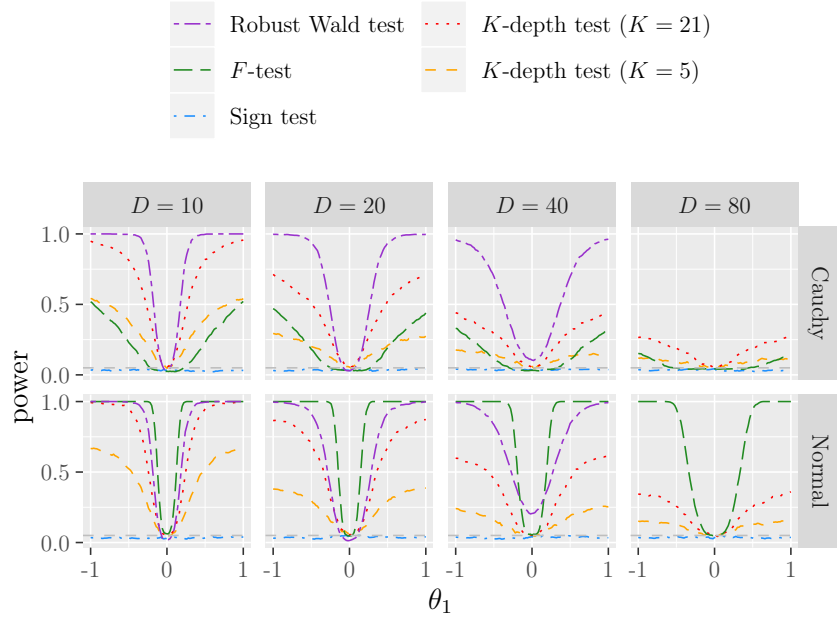 Robust Wald test
K-depth test (K = 21)
F-test
K-depth test (K = 5)
Sign test
D = 10
D = 20
D = 40
D = 80
1.0
0.5
0.0
Cauchy
power
1.0
0.5
0.0
Normal
-1 0 1
-1 0 1
-1 0 1
-1 0 1
θ₁